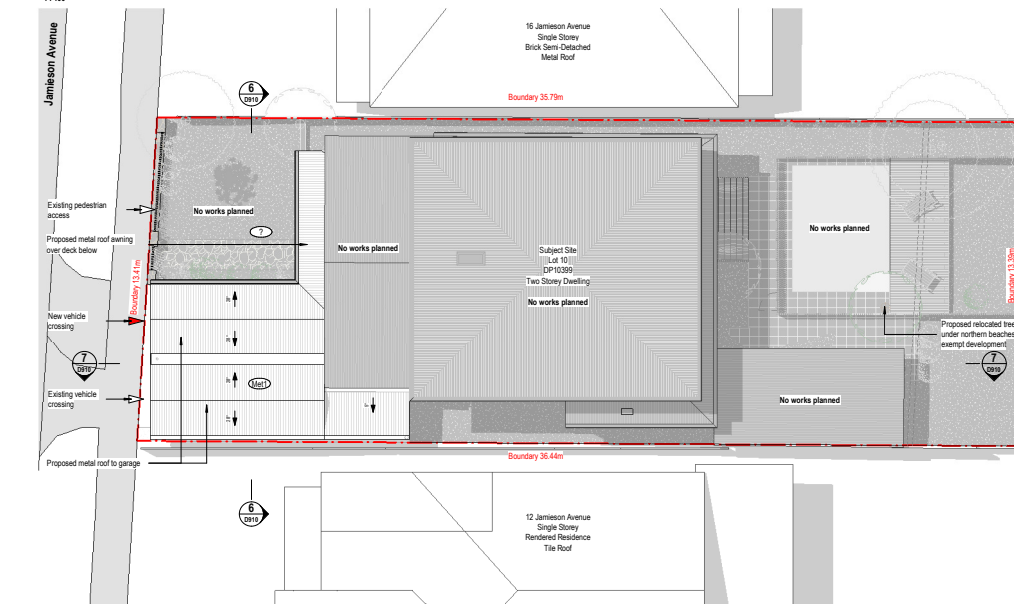 16 Jamieson Avenue
Single Storey
Brick Semi-Detached
Metal Roof
Jamieson Avenue
Boundary 35.79m
6
D910
Existing pedestrian
access
No works planned
?
Proposed metal roof awning
over deck below
No works planned
Subject Site
Lot 10
DP10399
Two Storey Dwelling
No works planned
No works planned
Boundary 13.41m
Boundary 13.39m
New vehicle
crossing
Proposed relocated tree
under northern beaches
exempt development
7
D910
7
D910
Met1
Existing vehicle
crossing
No works planned
Proposed metal roof to garage
Boundary 36.44m
6
D910
12 Jamieson Avenue
Single Storey
Rendered Residence
Tile Roof